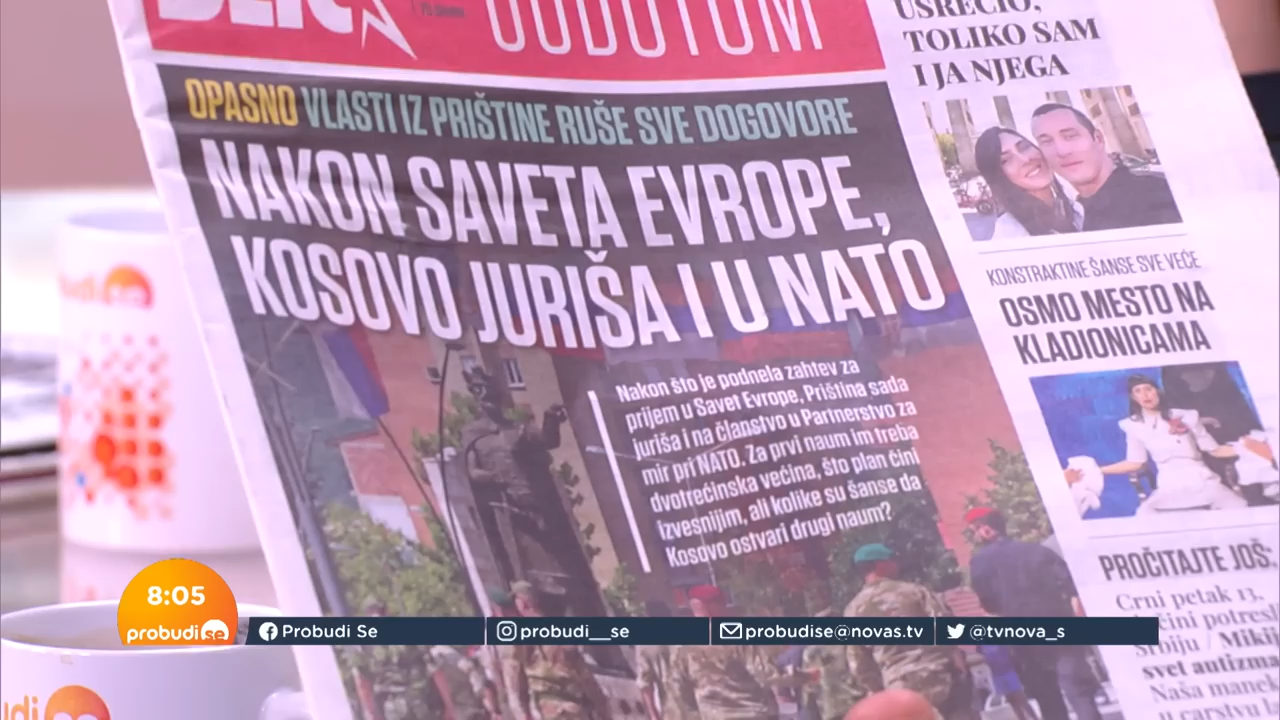 BLIC
OPASNO VLASTI IZ PRIŠTINE RUŠE SVE DOGOVORE
NAKON SAVETA EVROPE,
KOSOVO JURIŠA I U NATO
Nakon što je podnela zahtev za
prijem u Savet Evrope, Priština sada
juriša i na članstvo u Partnerstvo za
mir pri NATO. Za prvi naum im treba
dvotrećinska većina, što plan čini
izvesnijim, ali kolike su šanse da
Kosovo ostvari drugi naum?
USREĆIO,
TOLIKO SAM
I JA NJEGA
KONSTRAKTINE ŠANSE SVE VEĆE
OSMO MESTO NA
KLADIONICAMA
PROČITAJTE JOŠ:
Crni petak 13,
svet autizma
Naša manek
8:05
probudi se
Probudi Se
probudi__se
probudise@novas.tv
@tvnova_s